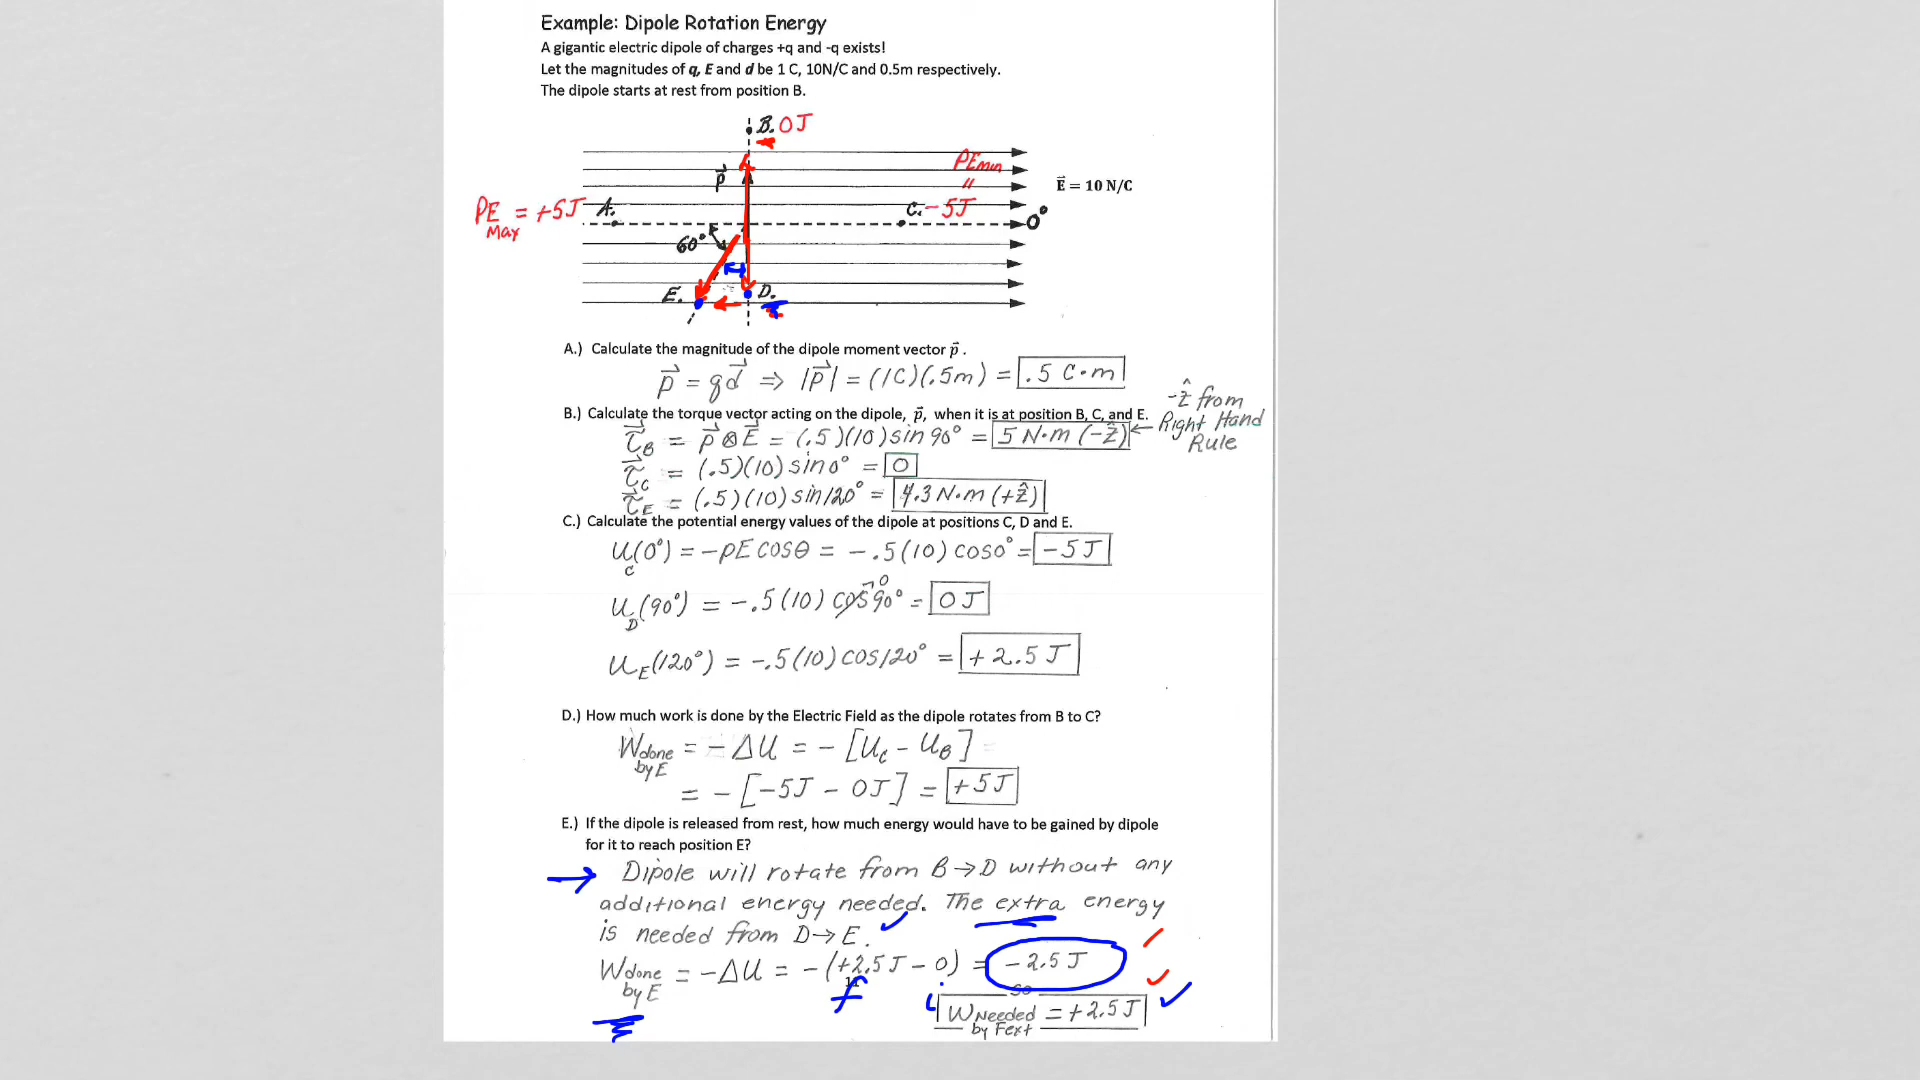 Example: Dipole Rotation Energy
A gigantic electric dipole of charges +q and -q exists!
Let the magnitudes of q, E and d be 1 C, 10N/C and 0.5m respectively.
The dipole starts at rest from position B.
B. 0J
PEmin
"
p⃗
E⃗ = 10 N/C
PE Max = +5J
A.
C. -5J
0°
60°
E.
D.
A.) Calculate the magnitude of the dipole moment vector p⃗ .
p⃗ = qd⃗ ⇒ |p⃗| = (1C)(.5m) = .5 C·m
-ẑ from
Right Hand
Rule
B.) Calculate the torque vector acting on the dipole, p⃗, when it is at position B, C, and E.
τ⃗B = p⃗ ⊗ E⃗ = (.5)(10) sin 90° = 5 N·m (-ẑ) ←
τ⃗C = (.5)(10) sin 0° = 0
τ⃗E = (.5)(10) sin 120° = 4.3 N·m (+ẑ)
C.) Calculate the potential energy values of the dipole at positions C, D and E.
UC(0°) = -PE COSθ = -.5(10) cos 0° = -5J
UD(90°) = -.5(10) cos 90° →0 = 0J
UE(120°) = -.5(10) COS 120° = +2.5 J
D.) How much work is done by the Electric Field as the dipole rotates from B to C?
Wdone by E = -ΔU = -[UC - UB]
= -[-5J - 0J] = +5J
E.) If the dipole is released from rest, how much energy would have to be gained by dipole
for it to reach position E?
→ Dipole will rotate from B→D without any
additional energy needed. The extra energy
is needed from D→E. ✓
Wdone by E = -ΔU = -(+2.5J - 0) = -2.5 J
11
f
i
so
WNeeded by Fext = +2.5J ✓